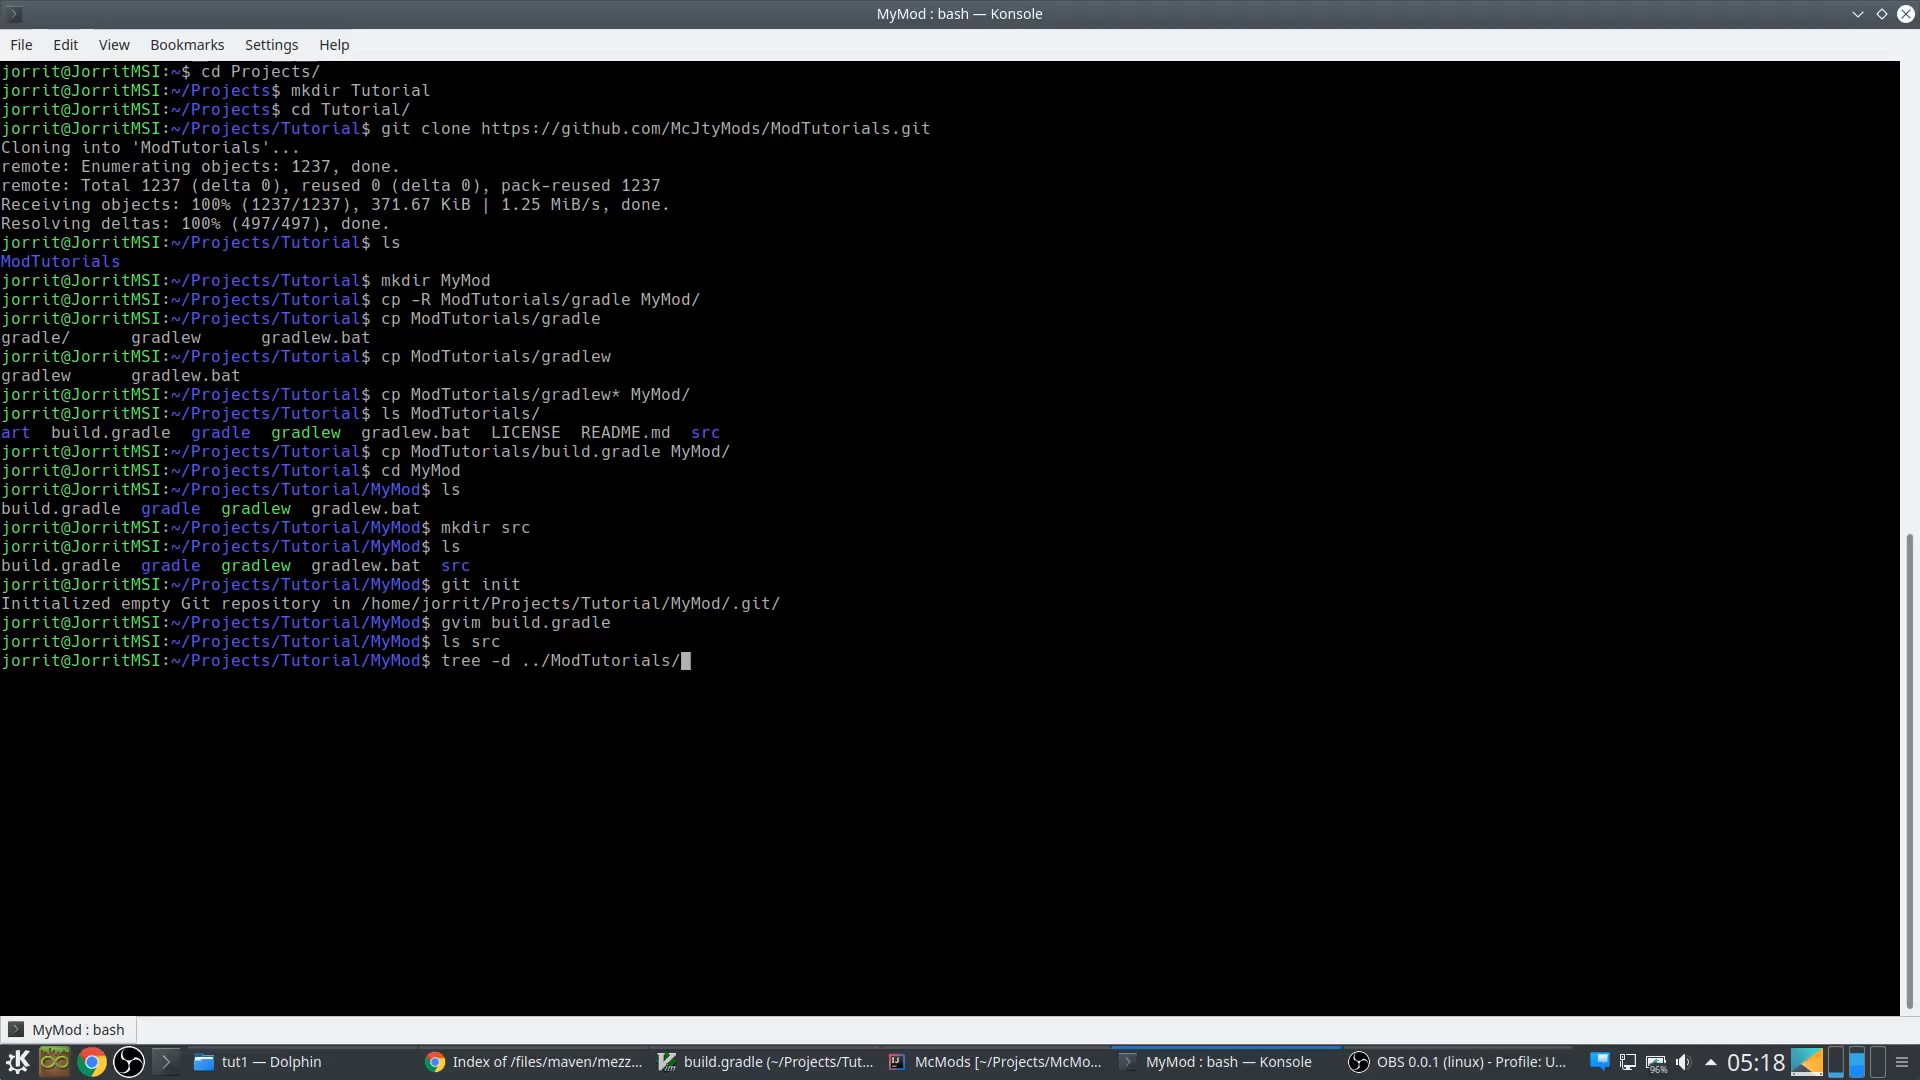 MyMod : bash — Konsole
File Edit View Bookmarks Settings Help
jorrit@JorritMSI:~$ cd Projects/
jorrit@JorritMSI:~/Projects$ mkdir Tutorial
jorrit@JorritMSI:~/Projects$ cd Tutorial/
jorrit@JorritMSI:~/Projects/Tutorial$ git clone https://github.com/McJtyMods/ModTutorials.git
Cloning into 'ModTutorials'...
remote: Enumerating objects: 1237, done.
remote: Total 1237 (delta 0), reused 0 (delta 0), pack-reused 1237
Receiving objects: 100% (1237/1237), 371.67 KiB | 1.25 MiB/s, done.
Resolving deltas: 100% (497/497), done.
jorrit@JorritMSI:~/Projects/Tutorial$ ls
ModTutorials
jorrit@JorritMSI:~/Projects/Tutorial$ mkdir MyMod
jorrit@JorritMSI:~/Projects/Tutorial$ cp -R ModTutorials/gradle MyMod/
jorrit@JorritMSI:~/Projects/Tutorial$ cp ModTutorials/gradle
gradle/ gradlew gradlew.bat
jorrit@JorritMSI:~/Projects/Tutorial$ cp ModTutorials/gradlew
gradlew gradlew.bat
jorrit@JorritMSI:~/Projects/Tutorial$ cp ModTutorials/gradlew* MyMod/
jorrit@JorritMSI:~/Projects/Tutorial$ ls ModTutorials/
art build.gradle gradle gradlew gradlew.bat LICENSE README.md src
jorrit@JorritMSI:~/Projects/Tutorial$ cp ModTutorials/build.gradle MyMod/
jorrit@JorritMSI:~/Projects/Tutorial$ cd MyMod
jorrit@JorritMSI:~/Projects/Tutorial/MyMod$ ls
build.gradle gradle gradlew gradlew.bat
jorrit@JorritMSI:~/Projects/Tutorial/MyMod$ mkdir src
jorrit@JorritMSI:~/Projects/Tutorial/MyMod$ ls
build.gradle gradle gradlew gradlew.bat src
jorrit@JorritMSI:~/Projects/Tutorial/MyMod$ git init
Initialized empty Git repository in /home/jorrit/Projects/Tutorial/MyMod/.git/
jorrit@JorritMSI:~/Projects/Tutorial/MyMod$ gvim build.gradle
jorrit@JorritMSI:~/Projects/Tutorial/MyMod$ ls src
jorrit@JorritMSI:~/Projects/Tutorial/MyMod$ tree -d ../ModTutorials/
MyMod : bash
tut1 — Dolphin Index of /files/maven/mezz... build.gradle (~/Projects/Tut... McMods [~/Projects/McMo... MyMod : bash — Konsole OBS 0.0.1 (linux) - Profile: U... 96% 05:18